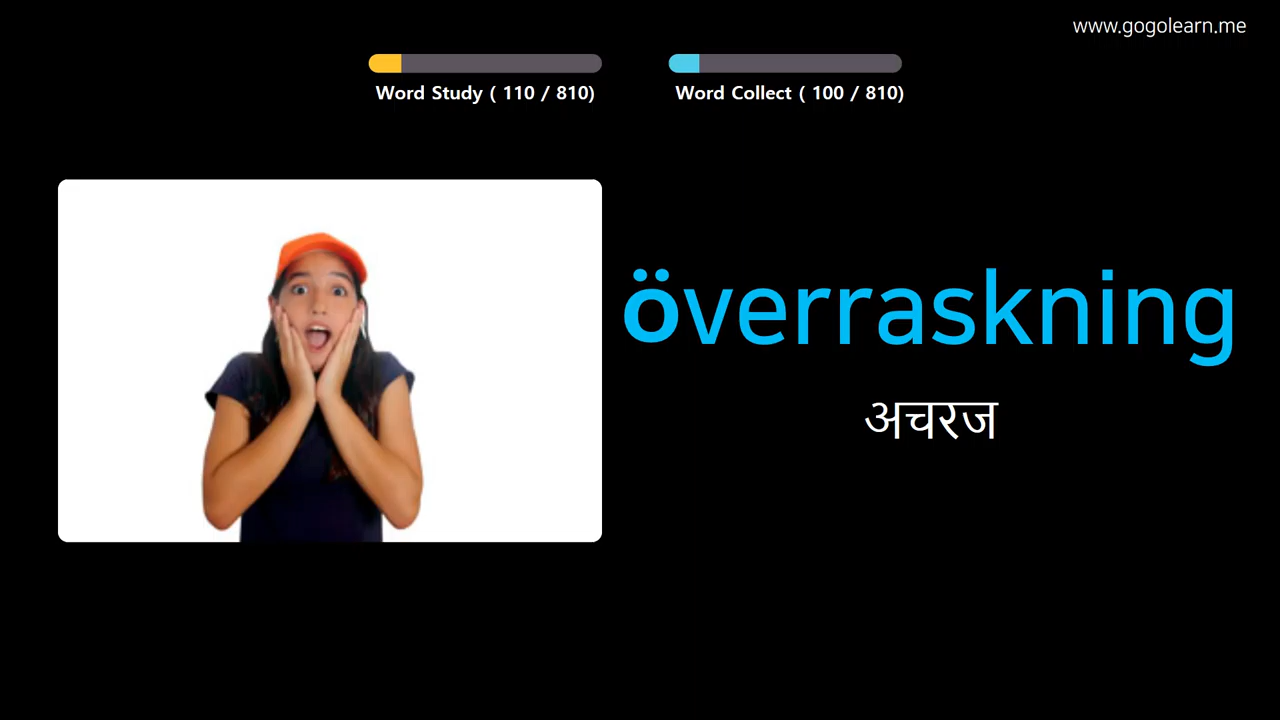 www.gogolearn.me
Word Study ( 110 / 810)
Word Collect ( 100 / 810)
överraskning
अचरज